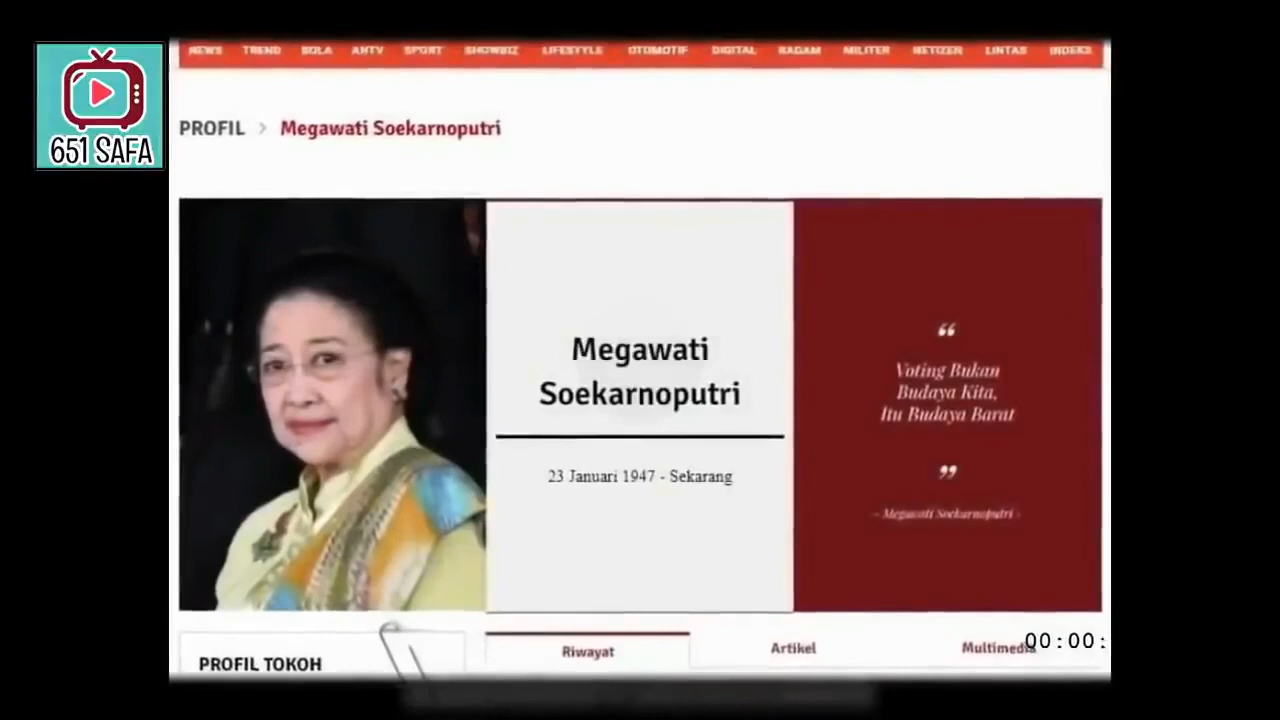 NEWS TREND BOLA AHTV SPORT SHOWBIZ LIFESTYLE OTOMOTIF DIGITAL RAGAM MILITER NETIZEN LINTAS INDEKS
651 SAFA
PROFIL > Megawati Soekarnoputri
Megawati
Soekarnoputri
23 Januari 1947 - Sekarang
“
Voting Bukan
Budaya Kita,
Itu Budaya Barat
”
- Megawati Soekarnoputri -
PROFIL TOKOH
Riwayat
Artikel
Multimedia
00:00: